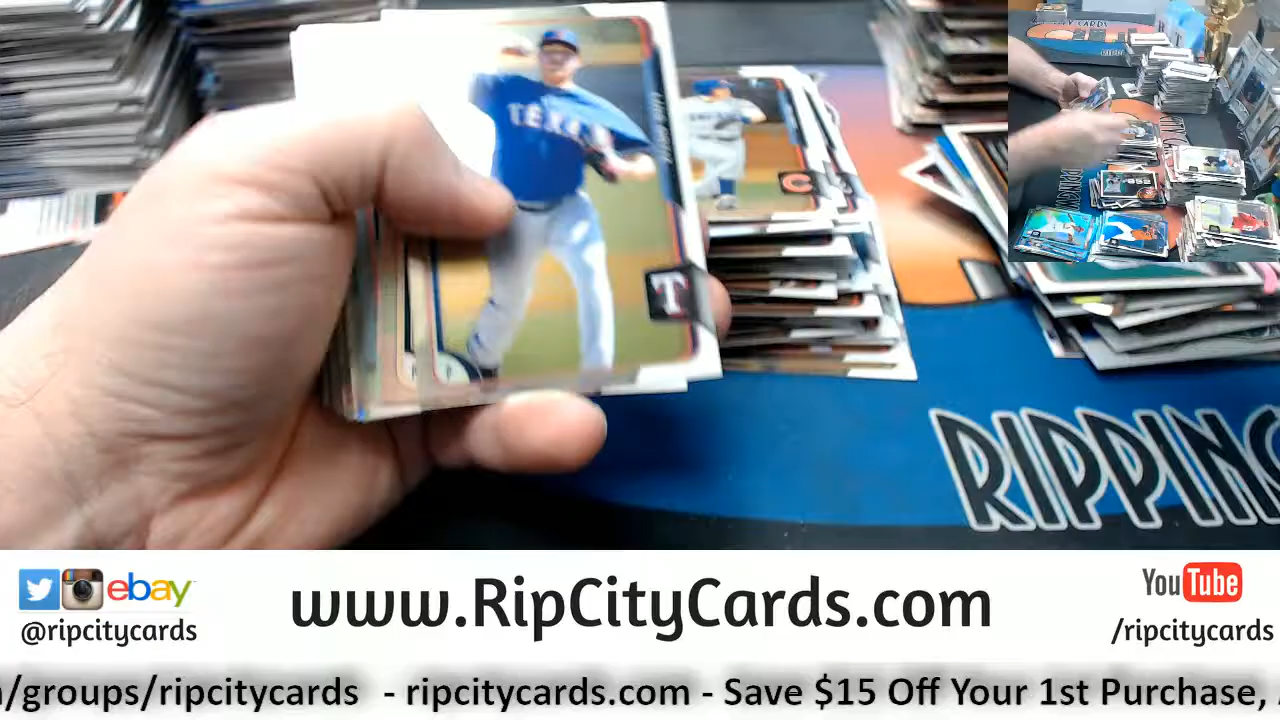 TEXAS
T
C
P
RIPPING
ebay
@ripcitycards
www.RipCityCards.com
YouTube
/ripcitycards
/groups/ripcitycards - ripcitycards.com - Save $15 Off Your 1st Purchase,